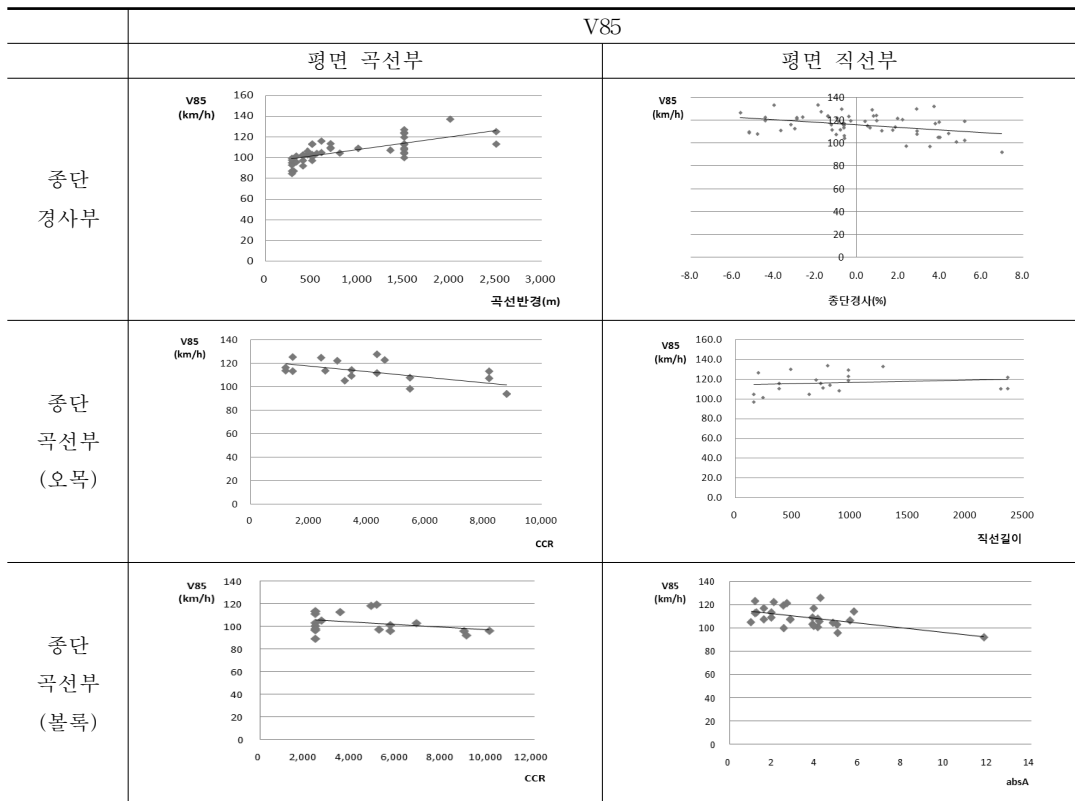 V85
평면 곡선부
평면 직선부
종단
경사부
V85
(km/h)
160
140
120
100
80
60
40
20
0
0 500 1,000 1,500 2,000 2,500 3,000
곡선반경(m)
V85
(km/h)
140
120
100
80
60
40
20
0
-8.0 -6.0 -4.0 -2.0 0.0 2.0 4.0 6.0 8.0
종단경사(%)
종단
곡선부
(오목)
V85
(km/h)
140
120
100
80
60
40
20
0
0 2,000 4,000 6,000 8,000 10,000
CCR
V85
(km/h)
160.0
140.0
120.0
100.0
80.0
60.0
40.0
20.0
0.0
0 500 1000 1500 2000 2500
직선길이
종단
곡선부
(볼록)
V85
(km/h)
140
120
100
80
60
40
20
0
0 2,000 4,000 6,000 8,000 10,000 12,000
CCR
V85
(km/h)
140
120
100
80
60
40
20
0
0 2 4 6 8 10 12 14
absA